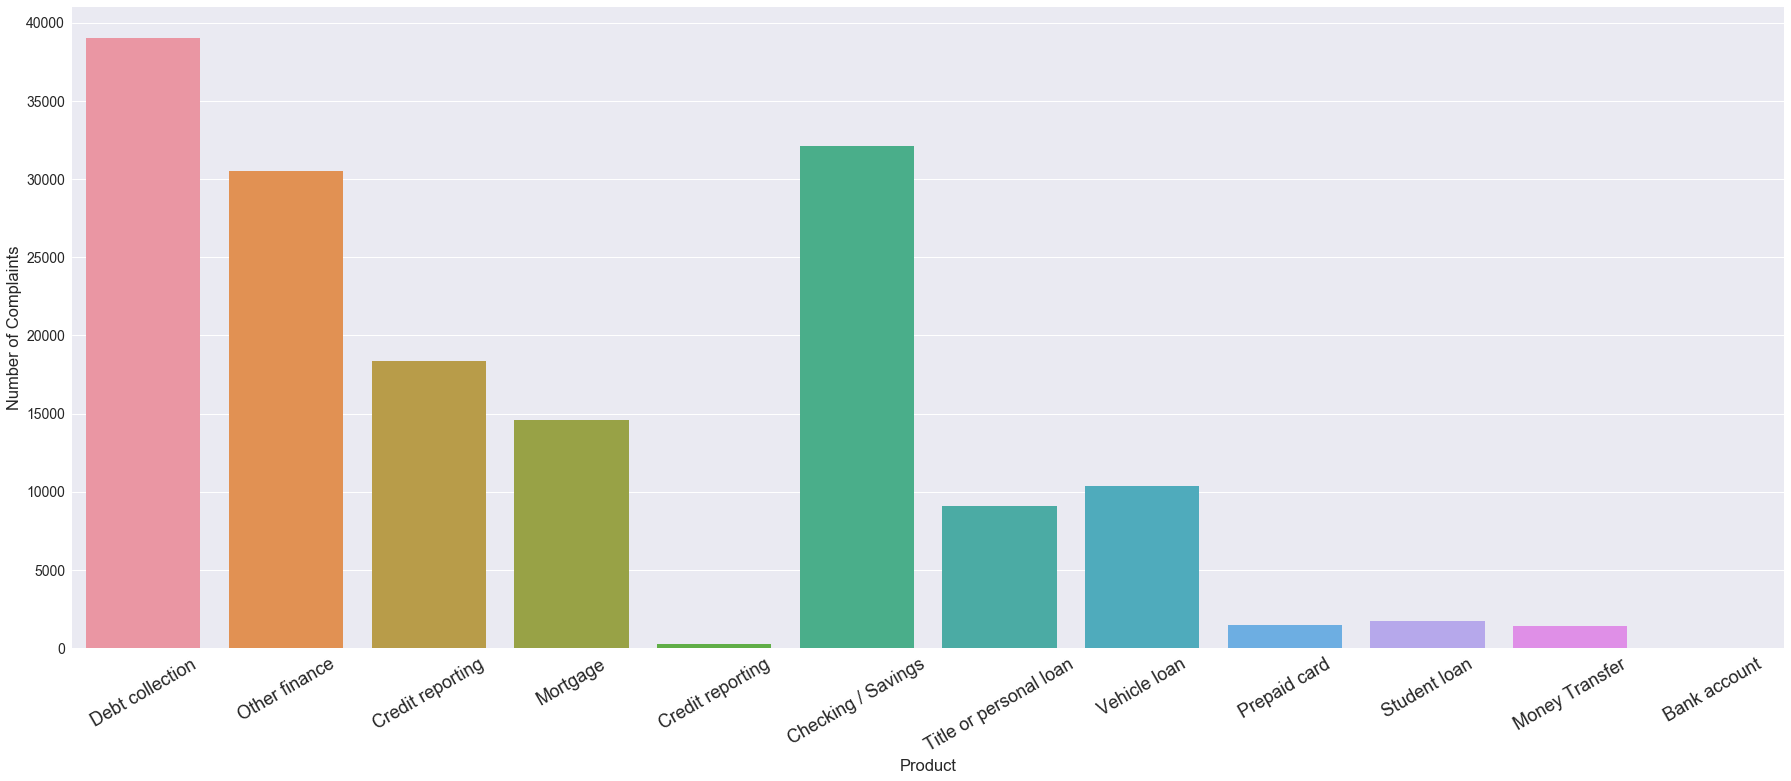 40000
35000
30000
25000
20000
15000
10000
5000
0
Number of Complaints
Debt collection
Other finance
Credit reporting
Mortgage
Credit reporting
Checking / Savings
Title or personal loan
Vehicle loan
Prepaid card
Student loan
Money Transfer
Bank account
Product